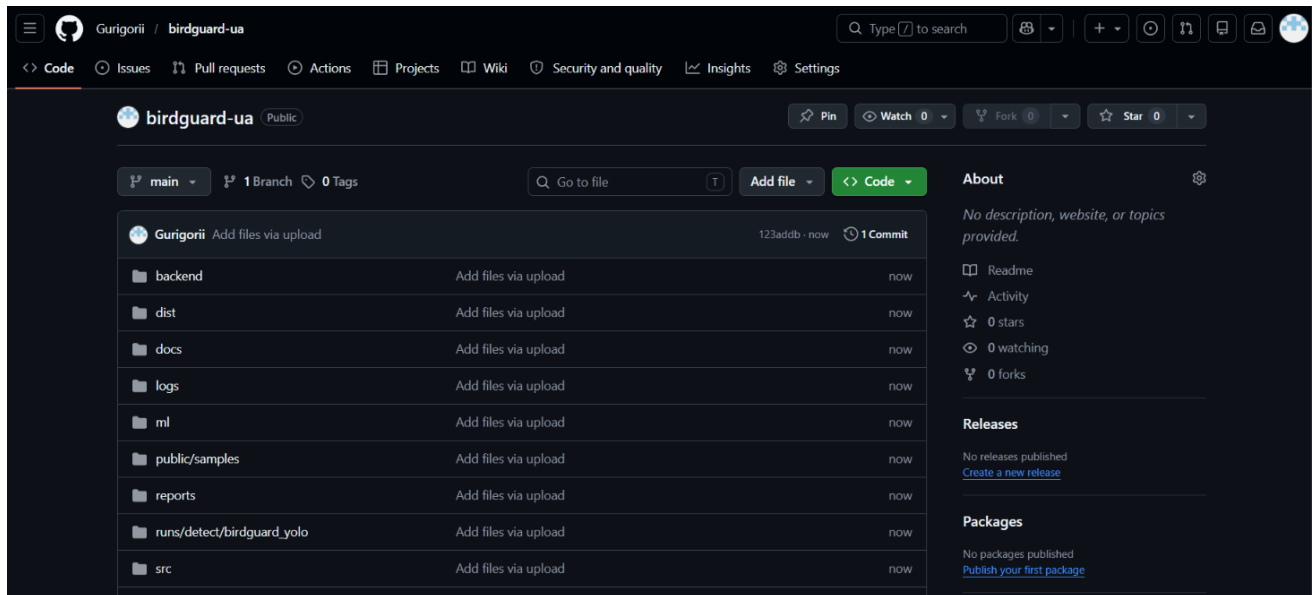 Gurigorii / birdguard-ua
Type / to search
Code Issues Pull requests Actions Projects Wiki Security and quality Insights Settings
birdguard-ua Public
Pin Watch 0 Fork 0 Star 0
main 1 Branch 0 Tags
Go to file T Add file Code
Gurigorii Add files via upload 123addb · now 1 Commit
backend Add files via upload now
dist Add files via upload now
docs Add files via upload now
logs Add files via upload now
ml Add files via upload now
public/samples Add files via upload now
reports Add files via upload now
runs/detect/birdguard_yolo Add files via upload now
src Add files via upload now
About
No description, website, or topics
provided.
Readme
Activity
0 stars
0 watching
0 forks
Releases
No releases published
Create a new release
Packages
No packages published
Publish your first package